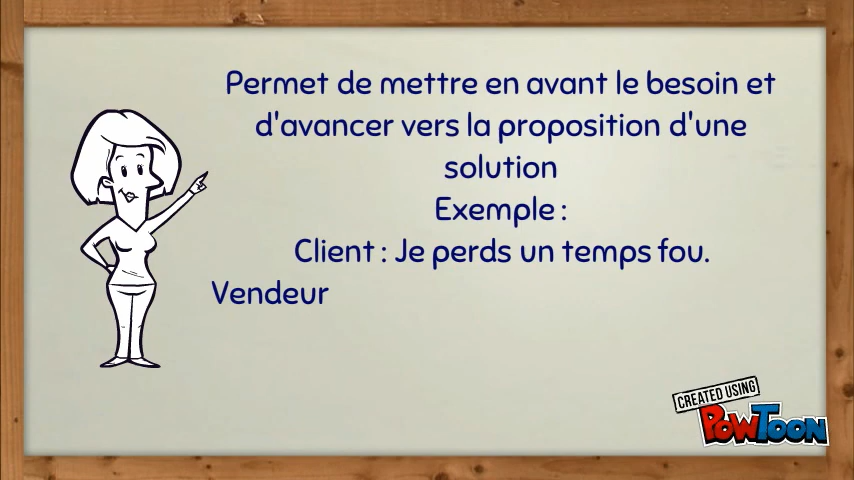 Permet de mettre en avant le besoin et
d'avancer vers la proposition d'une
solution
Exemple :
Client : Je perds un temps fou.
Vendeur
CREATED USING
POWTOON